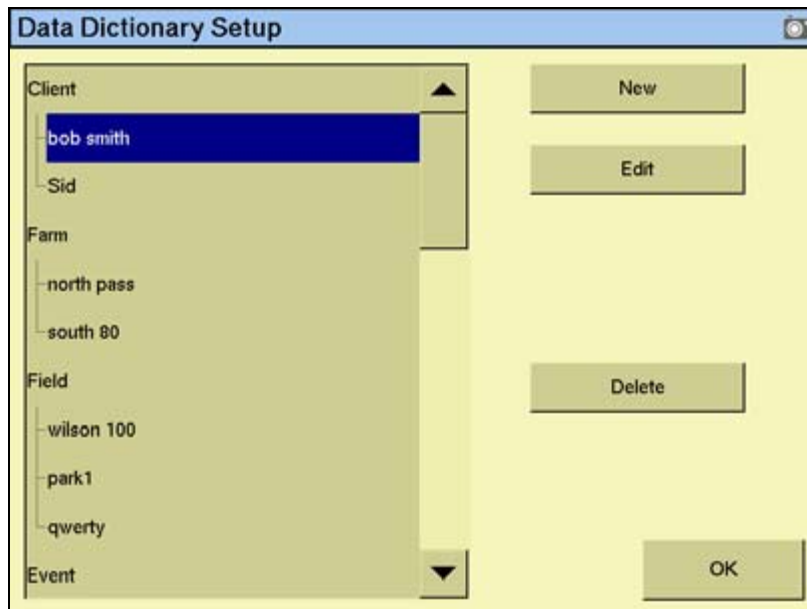 Data Dictionary Setup
Client
bob smith
Sid
Farm
north pass
south 80
Field
wilson 100
park1
qwerty
Event
New
Edit
Delete
OK